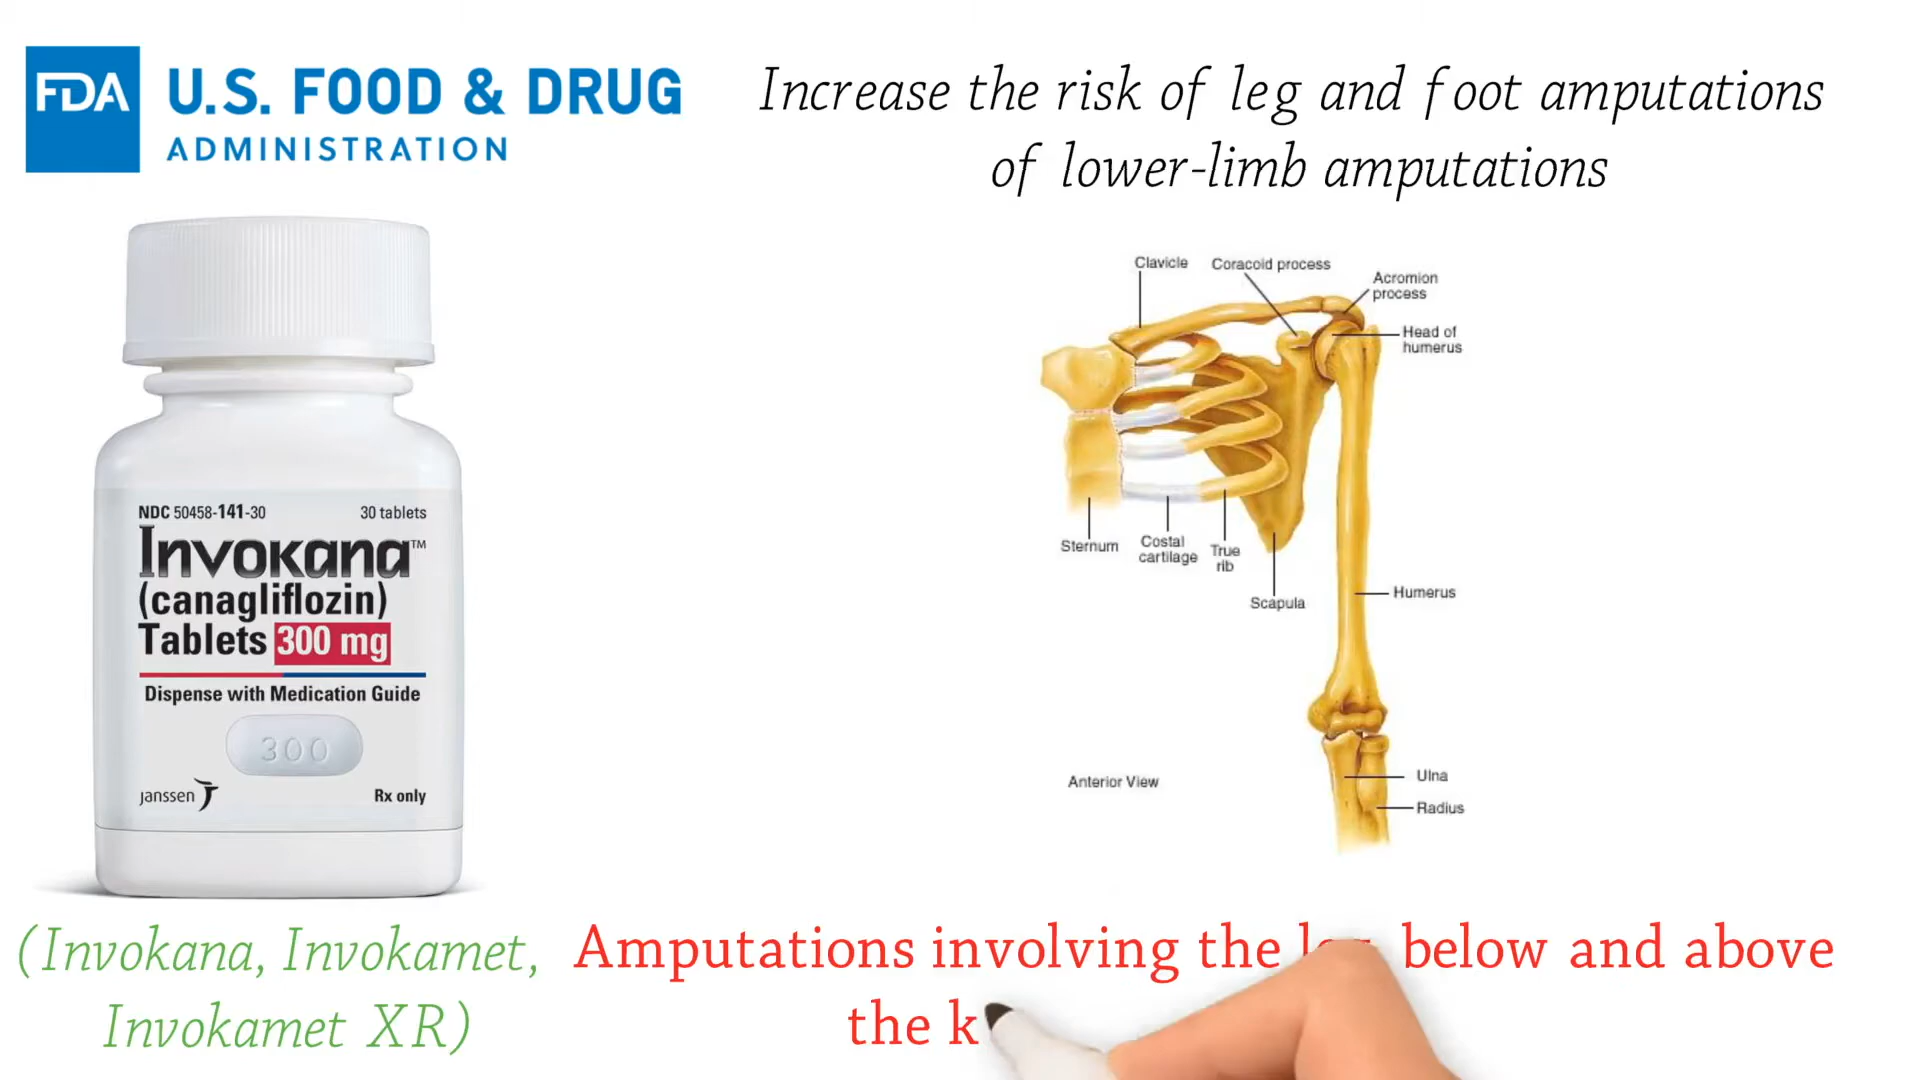 FDA U.S. FOOD & DRUG
ADMINISTRATION
Increase the risk of leg and foot amputations
of lower-limb amputations
NDC 50458-141-30 30 tablets
Invokana™
(canagliflozin)
Tablets 300 mg
Dispense with Medication Guide
300
janssen Rx only
Clavicle
Coracoid process
Acromion
process
Head of
humerus
Sternum
Costal
cartilage
True
rib
Scapula
Humerus
Anterior View
Ulna
Radius
(Invokana, Invokamet,
Invokamet XR)
Amputations involving the below and above
the k